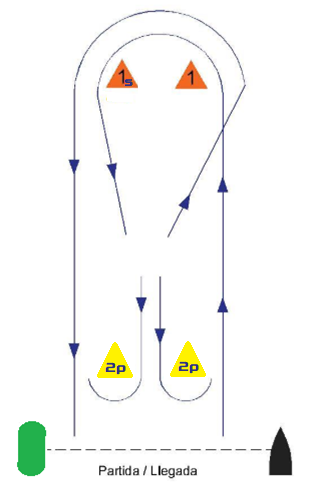 1s 1
2p 2p
Partida / Llegada